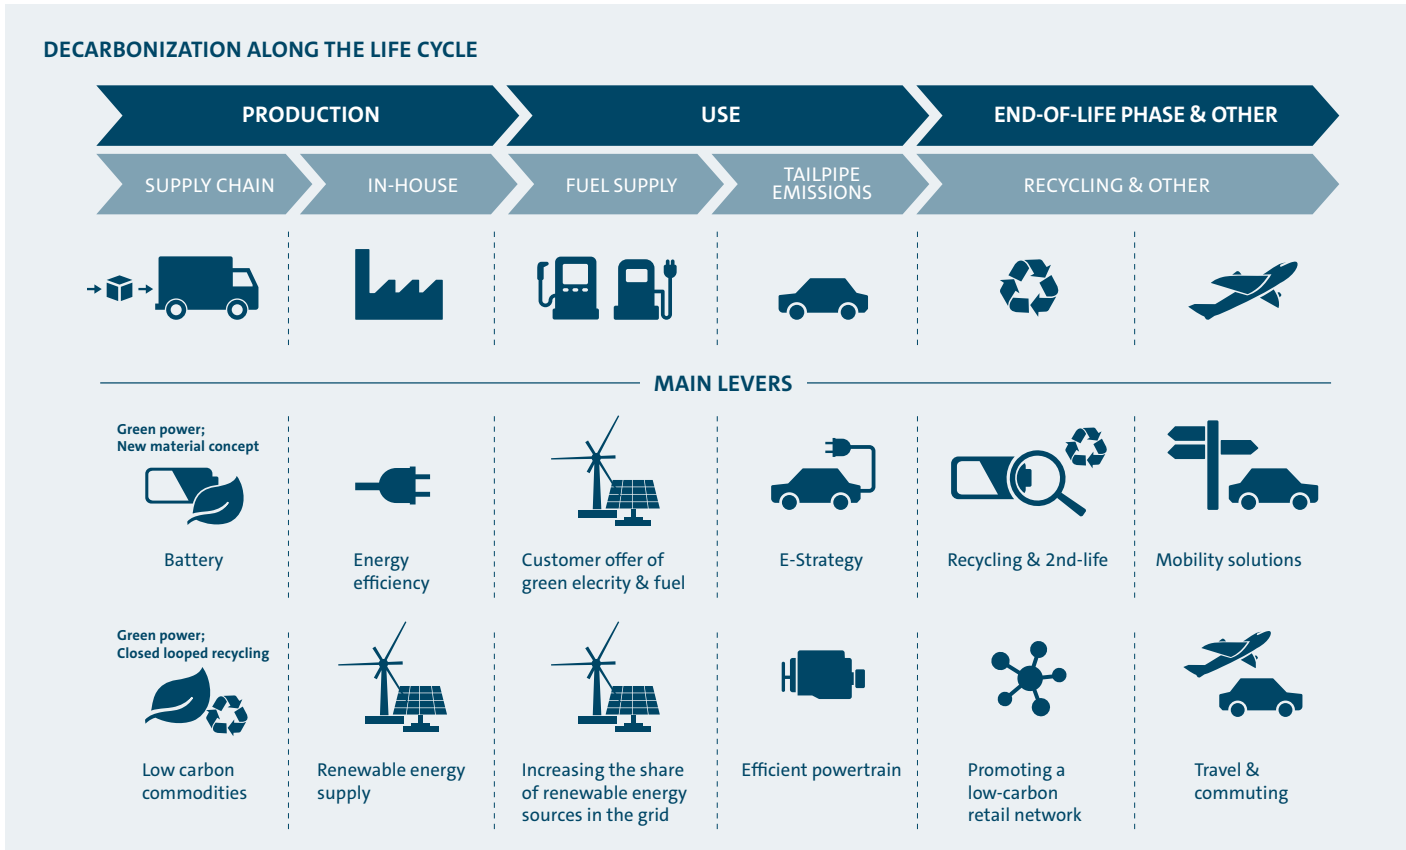 DECARBONIZATION ALONG THE LIFE CYCLE
PRODUCTION
USE
END-OF-LIFE PHASE & OTHER
SUPPLY CHAIN
IN-HOUSE
FUEL SUPPLY
TAILPIPE
EMISSIONS
RECYCLING & OTHER
MAIN LEVERS
Green power;
New material concept
Battery
Energy
efficiency
Customer offer of
green elecrity & fuel
E-Strategy
Recycling & 2nd-life
Mobility solutions
Green power;
Closed looped recycling
Low carbon
commodities
Renewable energy
supply
Increasing the share
of renewable energy
sources in the grid
Efficient powertrain
Promoting a
low-carbon
retail network
Travel &
commuting